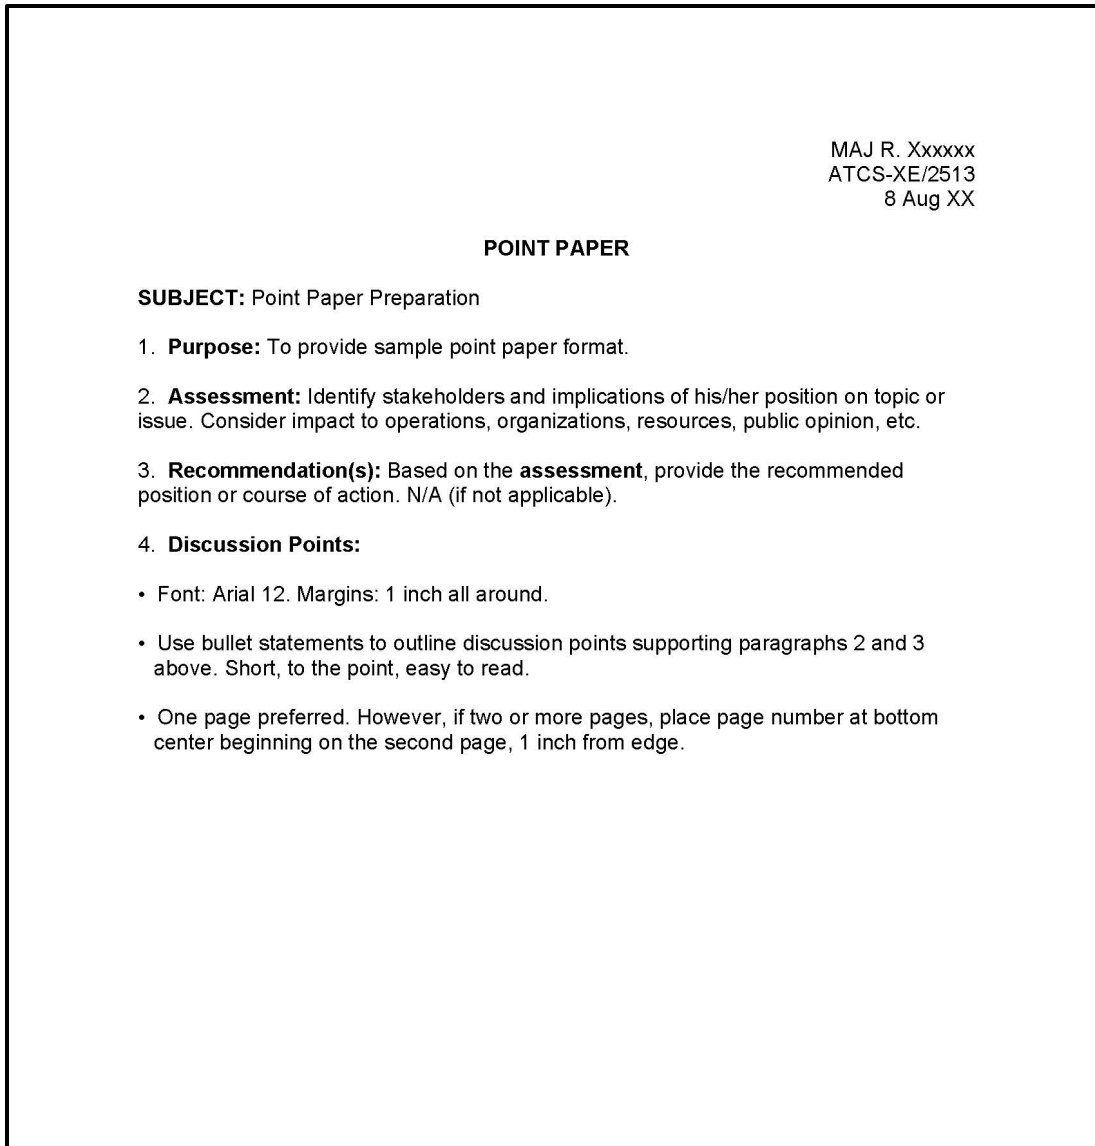 MAJ R. Xxxxxx
ATCS-XE/2513
8 Aug XX
POINT PAPER
SUBJECT: Point Paper Preparation
1. Purpose: To provide sample point paper format.
2. Assessment: Identify stakeholders and implications of his/her position on topic or
issue. Consider impact to operations, organizations, resources, public opinion, etc.
3. Recommendation(s): Based on the assessment, provide the recommended
position or course of action. N/A (if not applicable).
4. Discussion Points:
• Font: Arial 12. Margins: 1 inch all around.
• Use bullet statements to outline discussion points supporting paragraphs 2 and 3
above. Short, to the point, easy to read.
• One page preferred. However, if two or more pages, place page number at bottom
center beginning on the second page, 1 inch from edge.